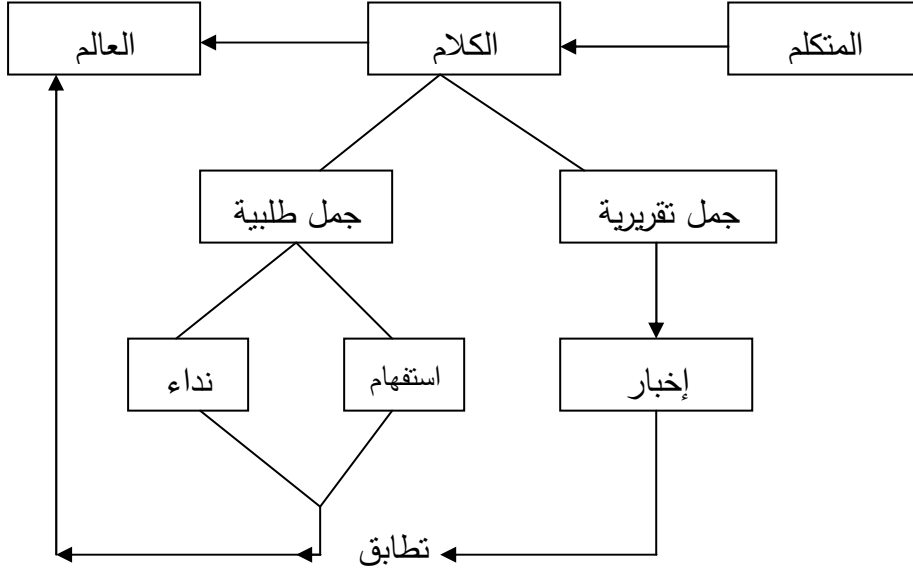 المتكلم
الكلام
العالم
جمل تقريرية
جمل طلبية
إخبار
استفهام
نداء
تطابق